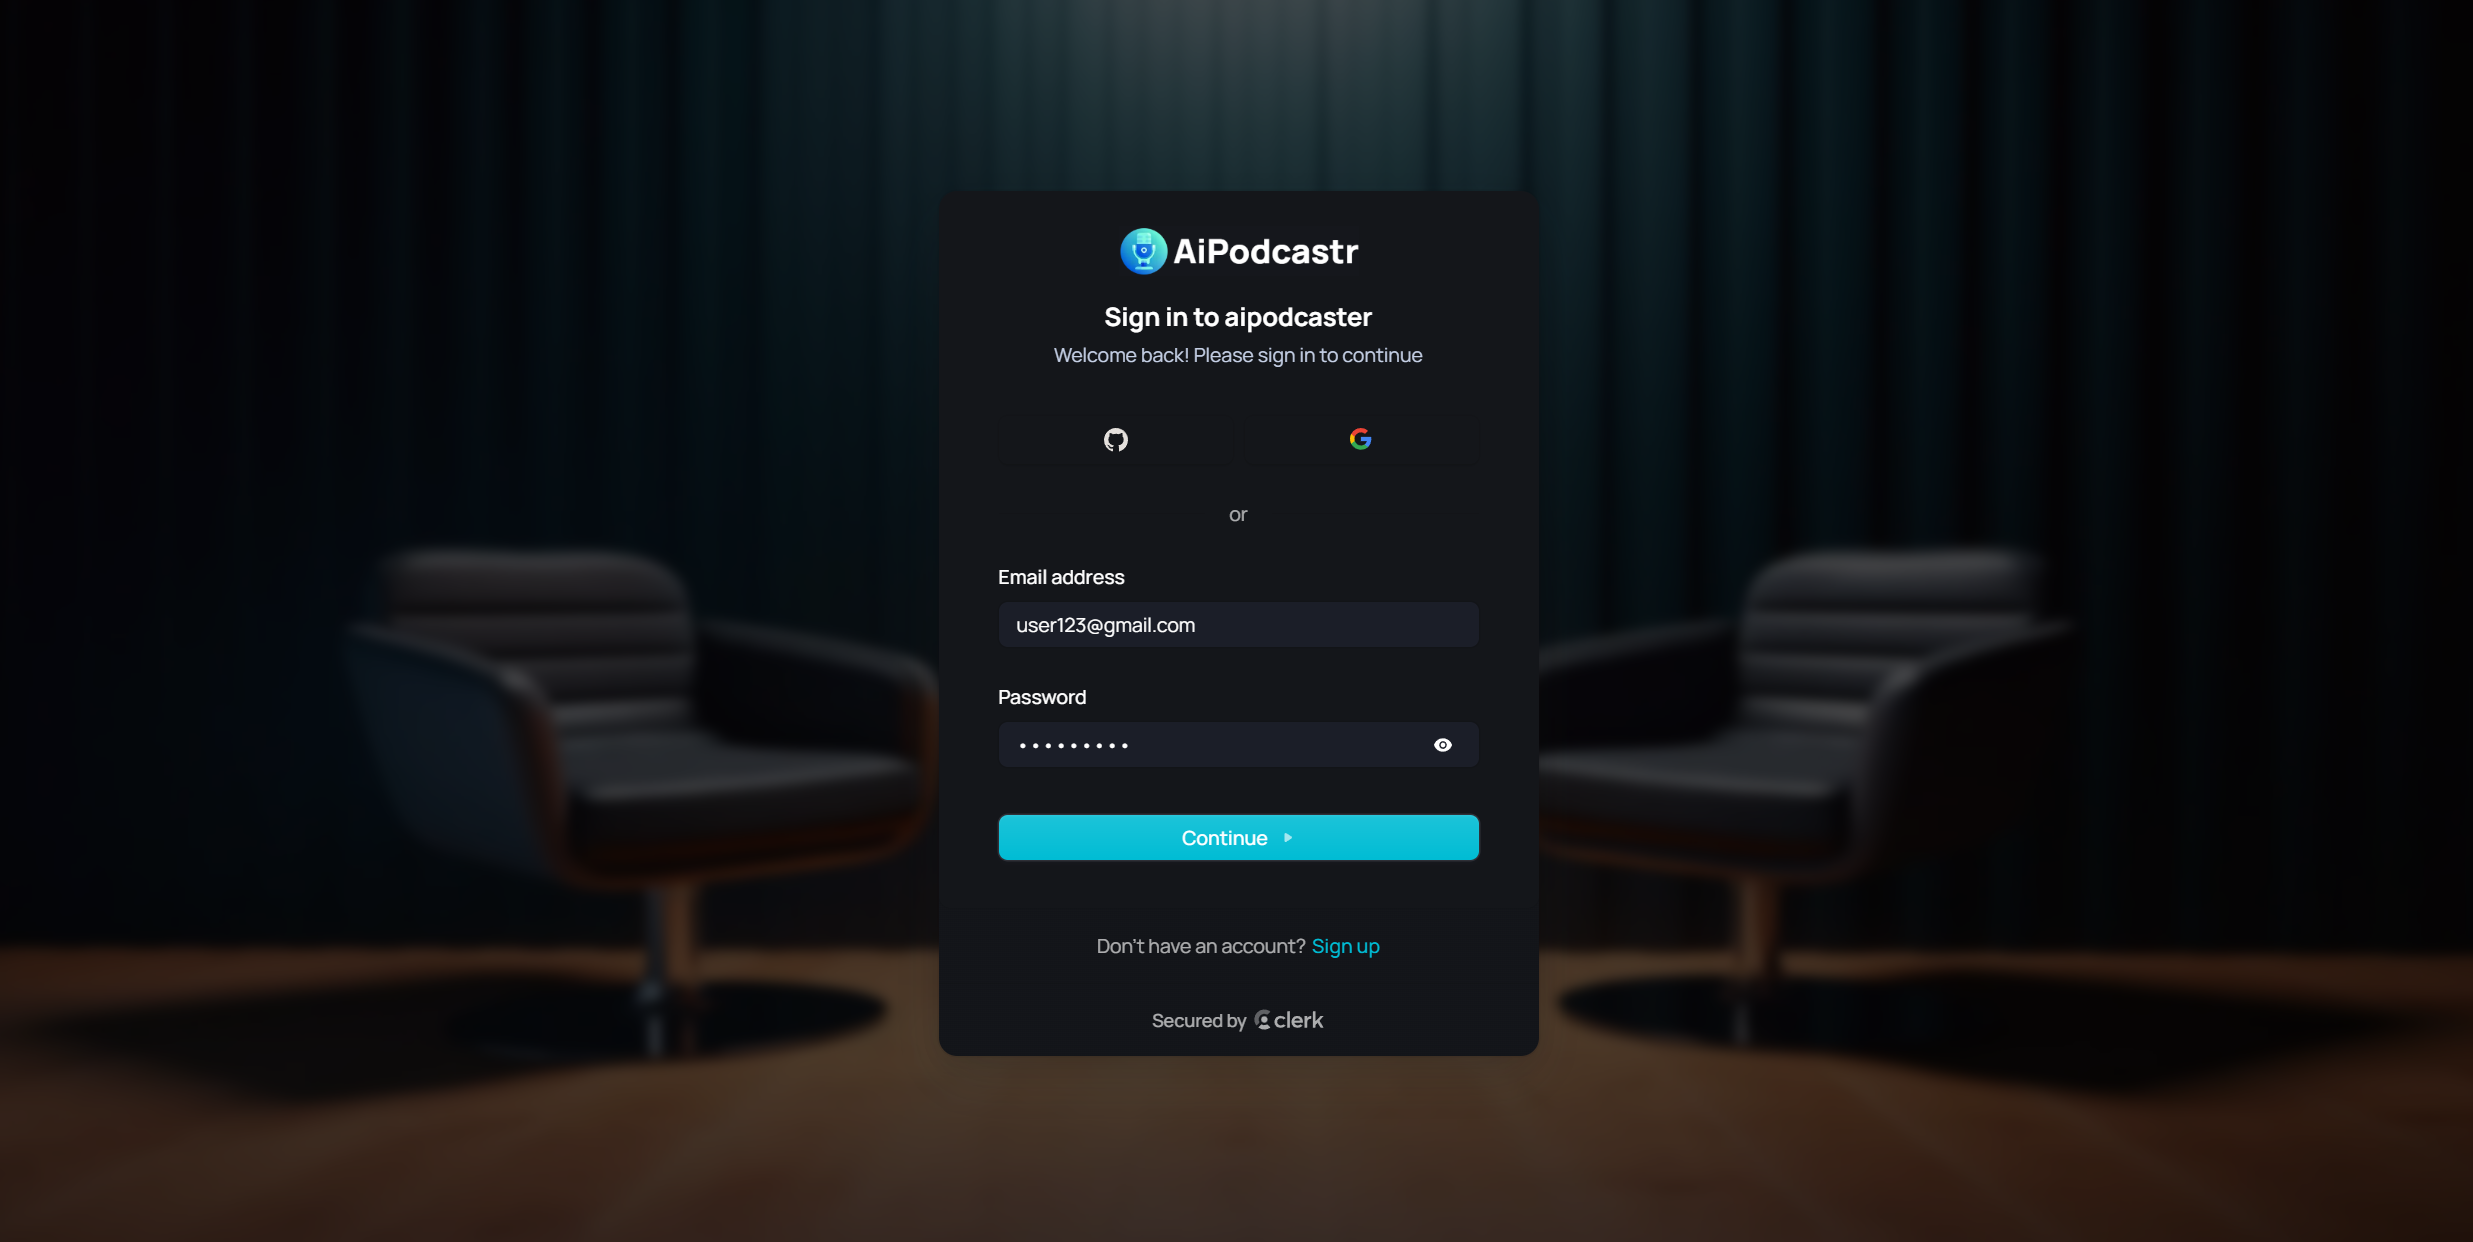 AiPodcastr
Sign in to aipodcaster
Welcome back! Please sign in to continue
or
Email address
user123@gmail.com
Password
•••••••••
Continue
Don't have an account? Sign up
Secured by clerk